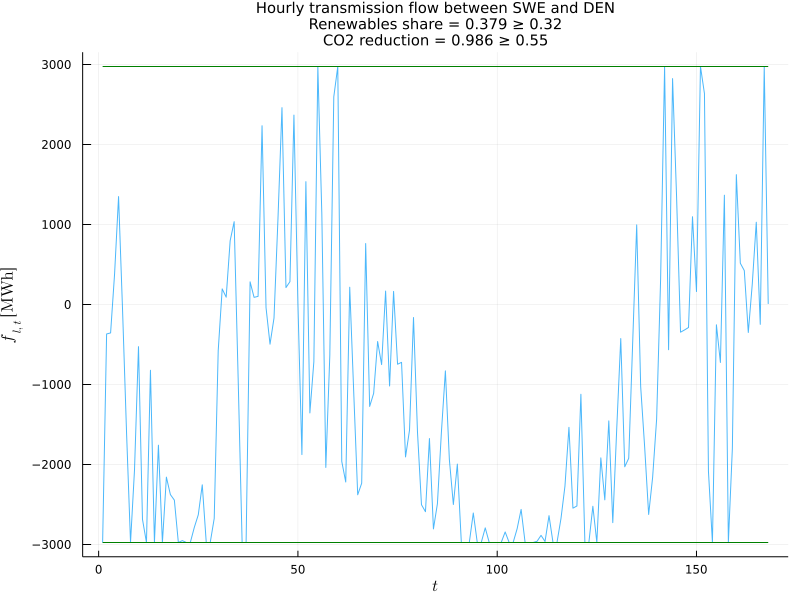 Hourly transmission flow between SWE and DEN
Renewables share = 0.379 ≥ 0.32
CO2 reduction = 0.986 ≥ 0.55
3000
2000
1000
0
−1000
−2000
−3000
f l,t [MWh]
0 50 100 150
t